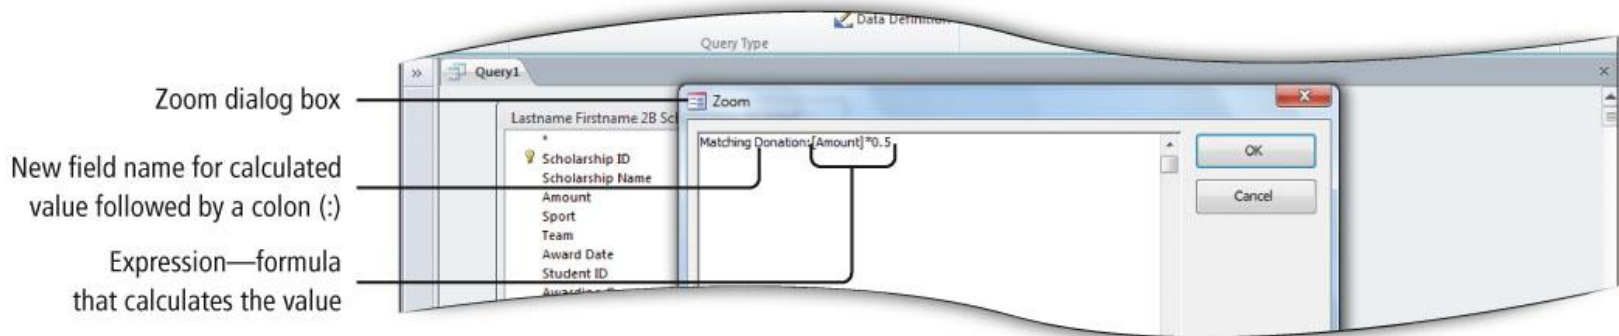 Data Definition
Query Type
»
Query1
×
Zoom dialog box
Zoom
Lastname Firstname 2B Sc
*
Matching Donation:[Amount]*0.5
OK
Scholarship ID
New field name for calculated
value followed by a colon (:)
Scholarship Name
Amount
Cancel
Sport
Team
Award Date
Expression—formula
that calculates the value
Student ID